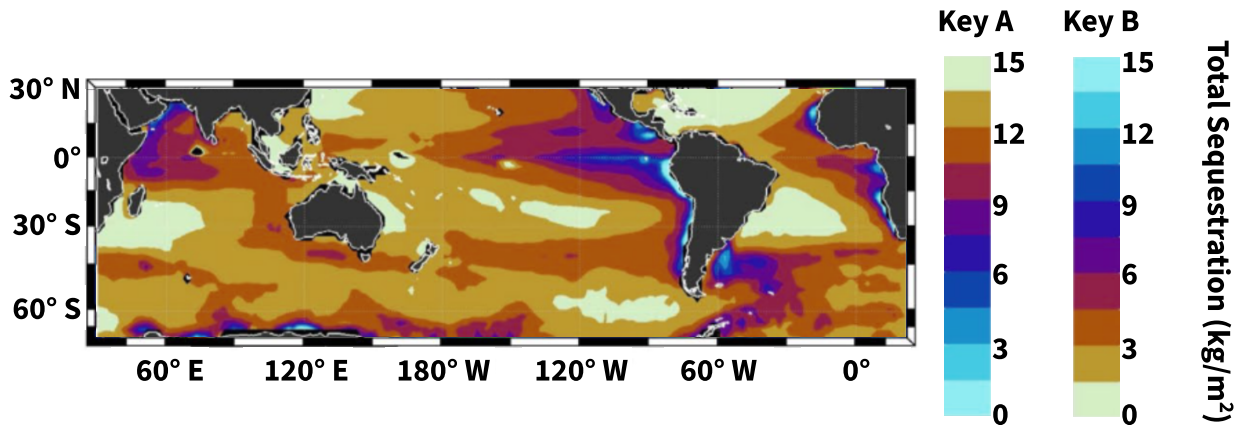 Key A
Key B
15
12
9
6
3
0
15
12
9
6
3
0
Total Sequestration (kg/m²)
30° N
0°
30° S
60° S
60° E
120° E
180° W
120° W
60° W
0°